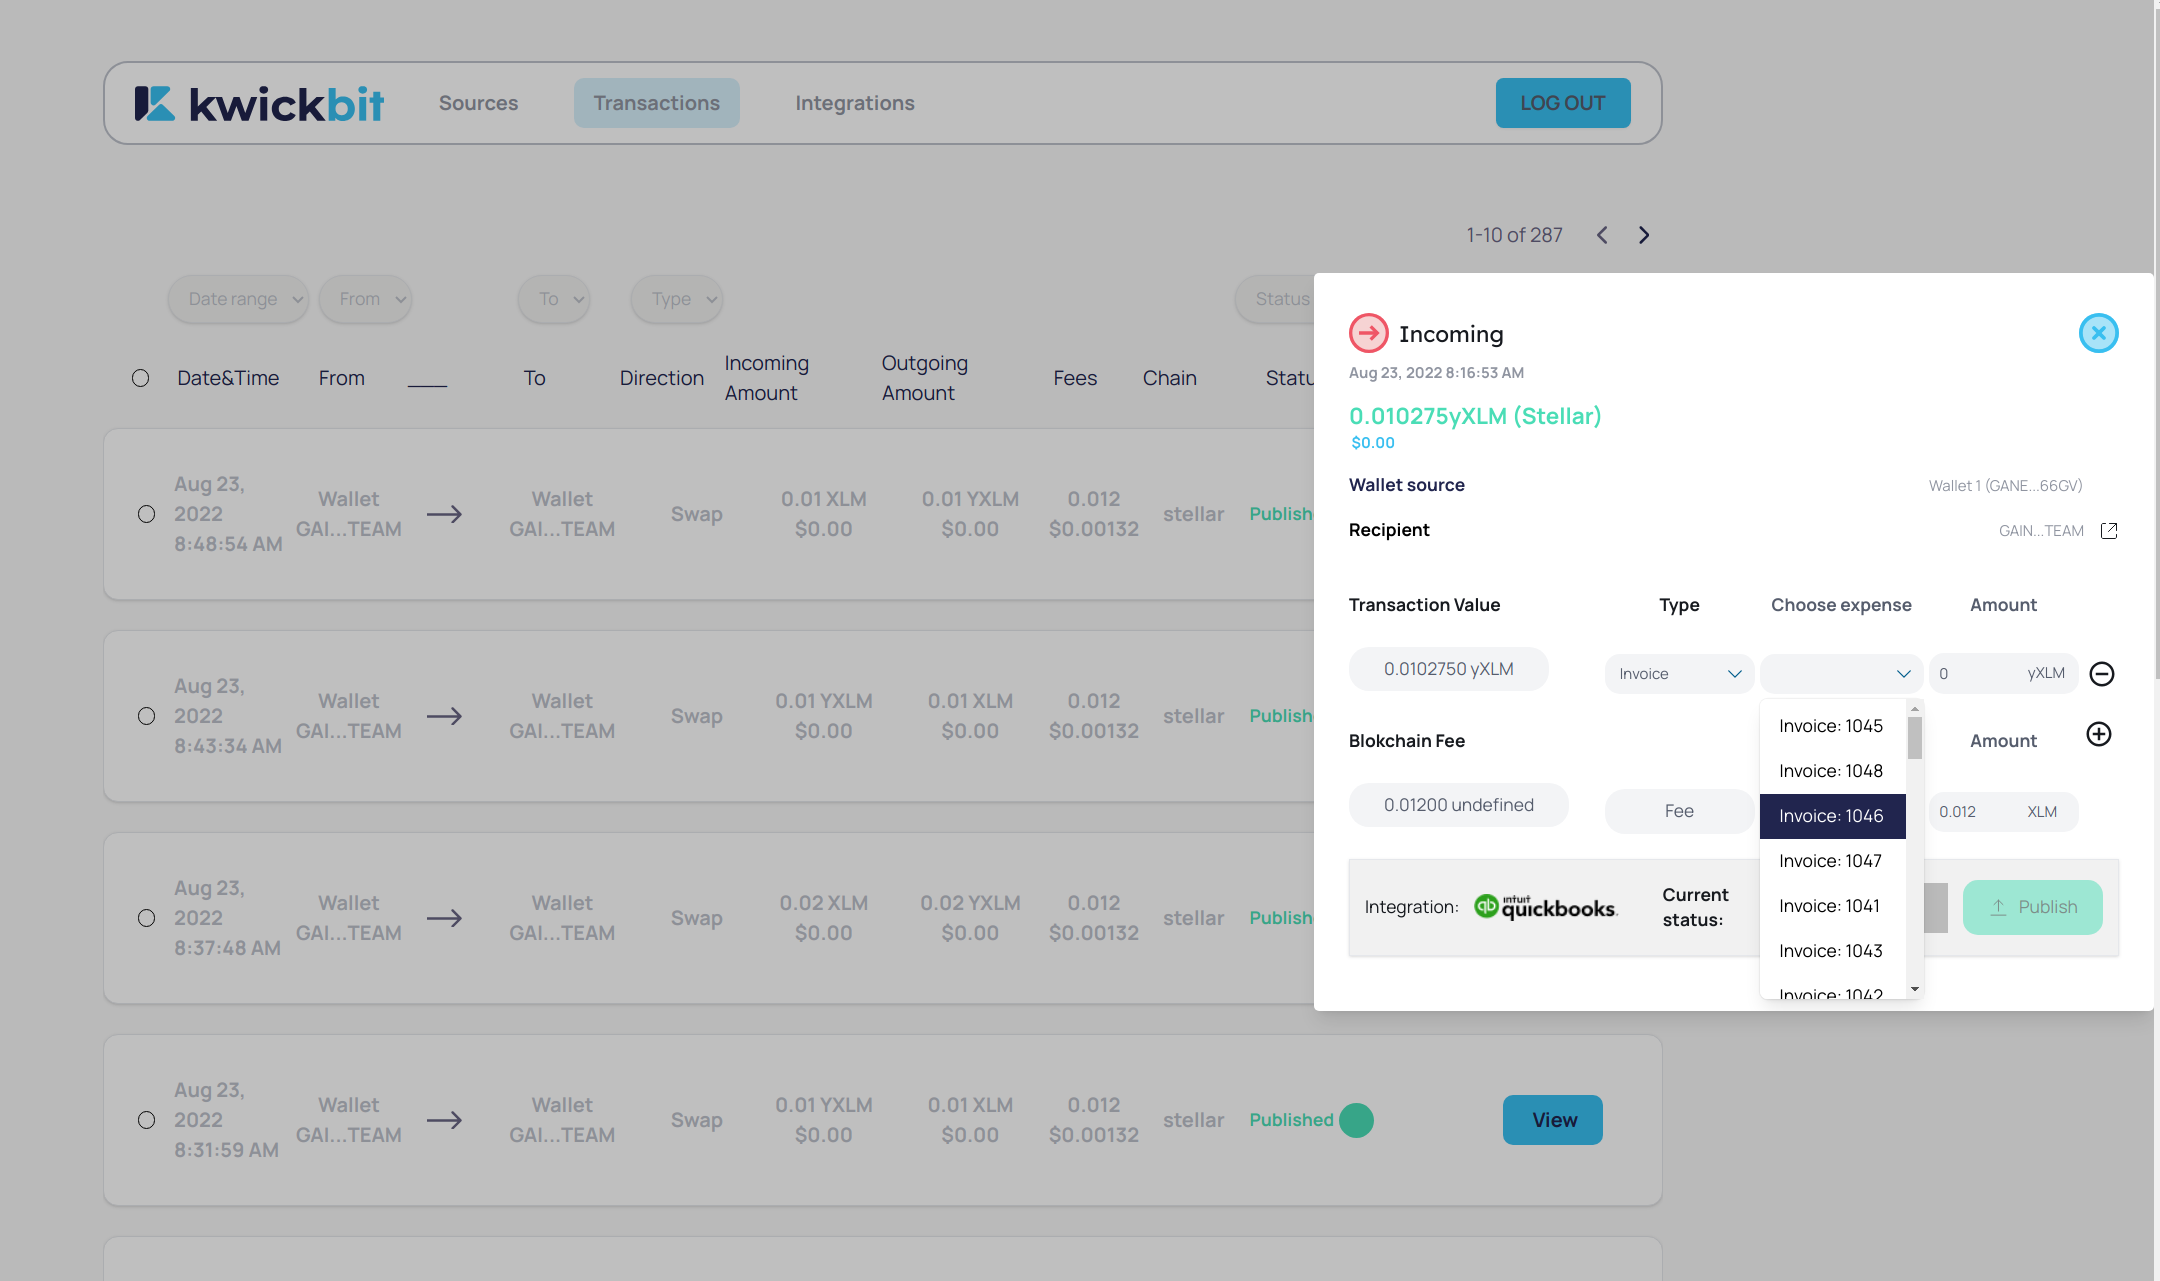 kwickbit
Sources
Transactions
Integrations
LOG OUT
1-10 of 287
Date range
From
To
Type
Status
Date&Time
From
To
Direction
Incoming
Amount
Outgoing
Amount
Fees
Chain
Statu
Aug 23,
2022
8:48:54 AM
Wallet
GAI...TEAM
Wallet
GAI...TEAM
Swap
0.01 XLM
$0.00
0.01 YXLM
$0.00
0.012
$0.00132
stellar
Publish
Aug 23,
2022
8:43:34 AM
Wallet
GAI...TEAM
Wallet
GAI...TEAM
Swap
0.01 YXLM
$0.00
0.01 XLM
$0.00
0.012
$0.00132
stellar
Publish
Aug 23,
2022
8:37:48 AM
Wallet
GAI...TEAM
Wallet
GAI...TEAM
Swap
0.02 XLM
$0.00
0.02 YXLM
$0.00
0.012
$0.00132
stellar
Publish
Aug 23,
2022
8:31:59 AM
Wallet
GAI...TEAM
Wallet
GAI...TEAM
Swap
0.01 YXLM
$0.00
0.01 XLM
$0.00
0.012
$0.00132
stellar
Published
View
Incoming
Aug 23, 2022 8:16:53 AM
0.010275yXLM (Stellar)
$0.00
Wallet source
Wallet 1 (GANE...66GV)
Recipient
GAIN...TEAM
Transaction Value
Type
Choose expense
Amount
0.0102750 yXLM
Invoice
0
yXLM
Blokchain Fee
Amount
0.01200 undefined
Fee
0.012
XLM
Invoice: 1045
Invoice: 1048
Invoice: 1046
Invoice: 1047
Invoice: 1041
Invoice: 1043
Invoice: 1042
Integration:
intuit
quickbooks.
Current
status:
Publish